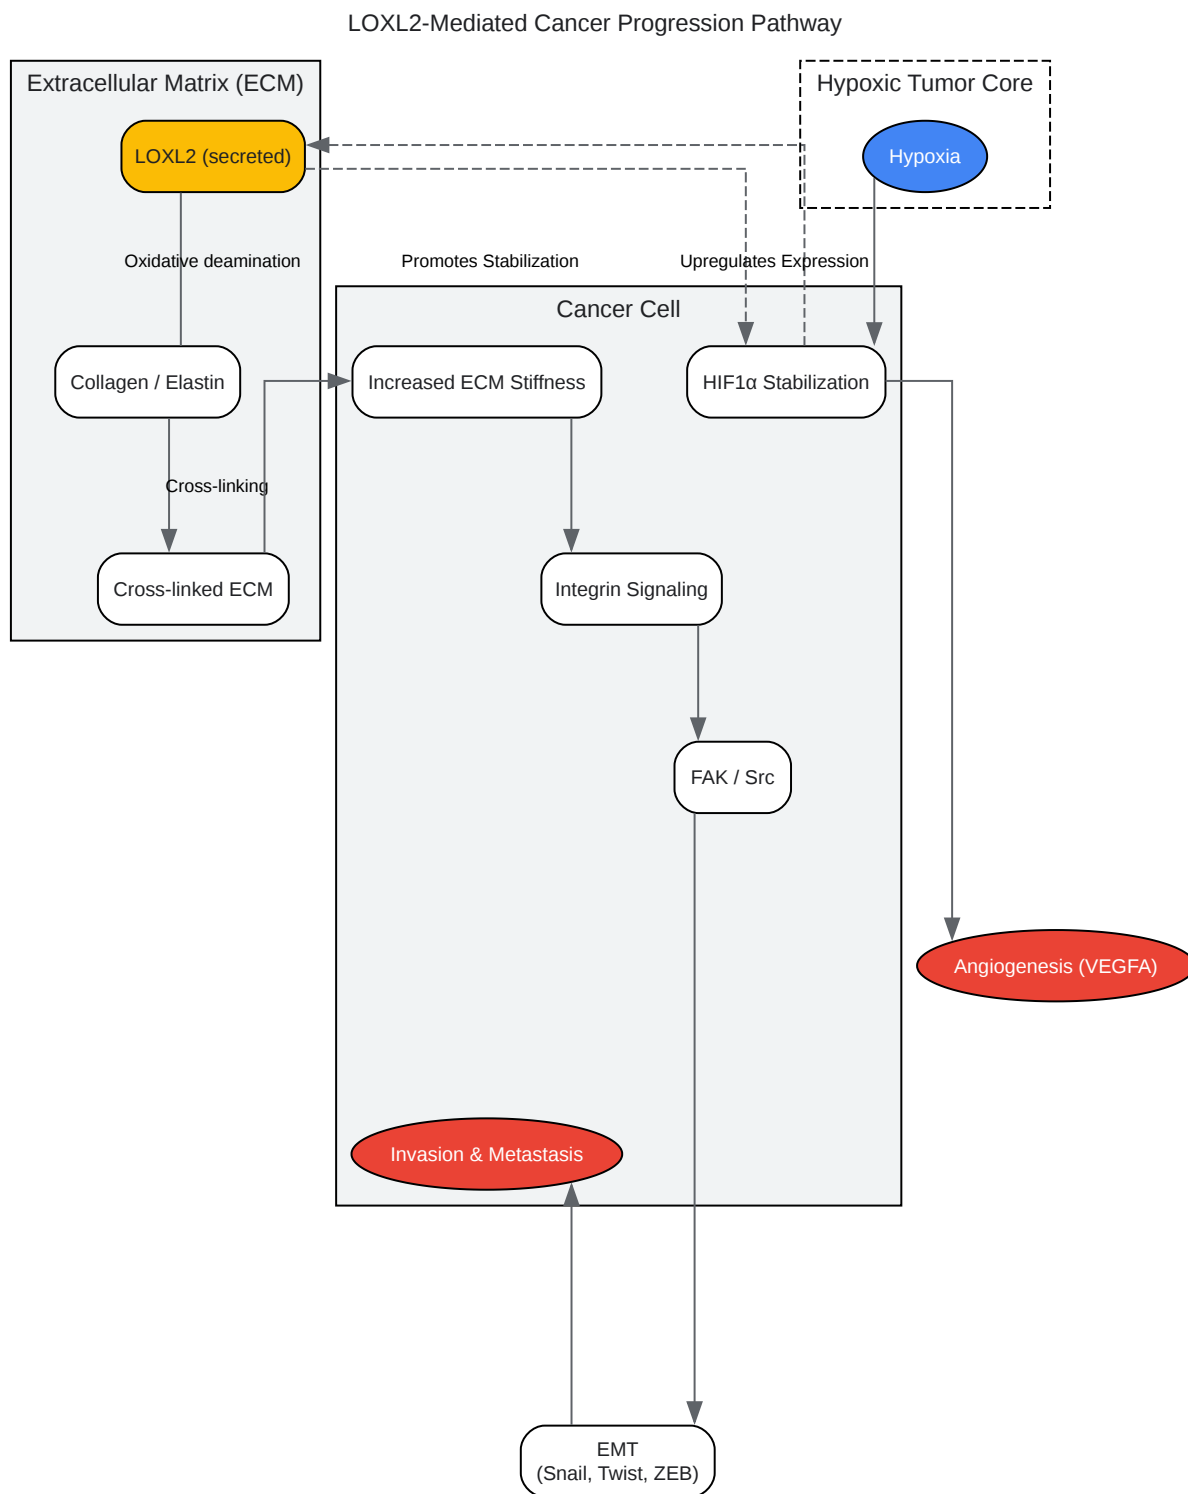 LOXL2-Mediated Cancer Progression Pathway
Extracellular Matrix (ECM)
Hypoxic Tumor Core
LOXL2 (secreted)
Hypoxia
Oxidative deamination
Promotes Stabilization
Upregulates Expression
Cancer Cell
Collagen / Elastin
Increased ECM Stiffness
HIF1α Stabilization
Cross-linking
Cross-linked ECM
Integrin Signaling
FAK / Src
Angiogenesis (VEGFA)
Invasion & Metastasis
EMT
(Snail, Twist, ZEB)